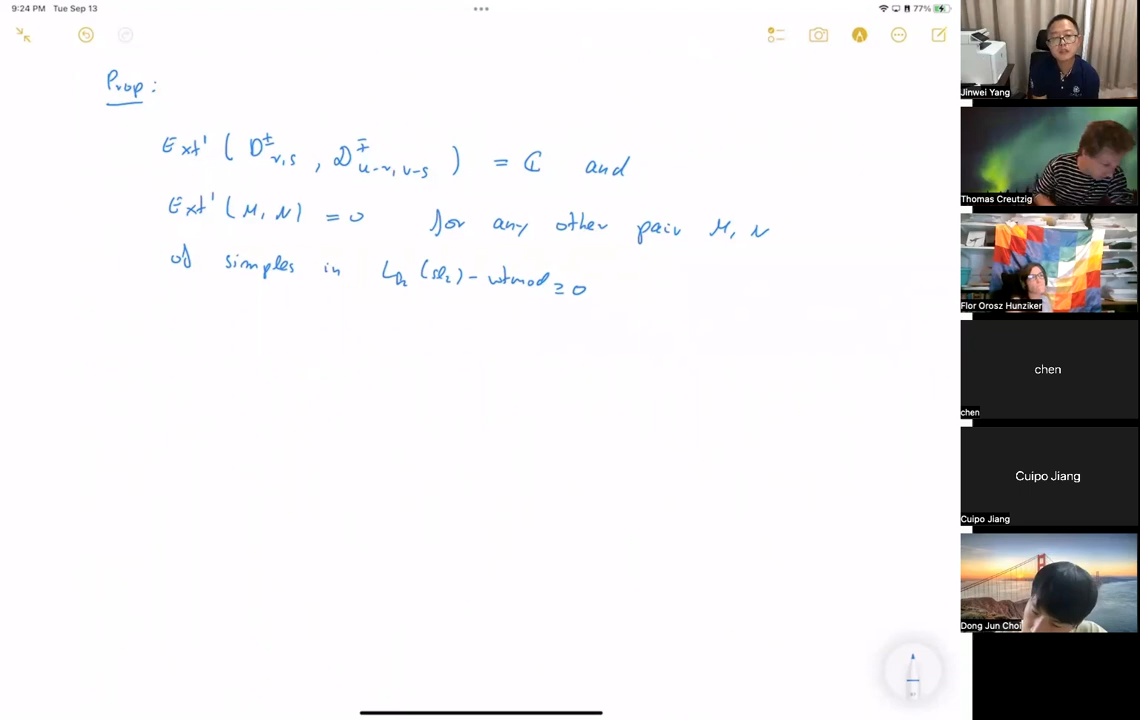 9:24 PM Tue Sep 13
77%
Prop:
Ext¹ ( D^±_{r,s} , D^∓_{u-r,v-s} ) = ℂ and
Ext¹ (M, N) = 0 for any other pair M, N
of simples in L_{k}(sl₂) - wtmod_{≥0}
Jinwei Yang
Thomas Creutzig
Flor Orosz Hunziker
chen
chen
Cuipo Jiang
Cuipo Jiang
Dong Jun Choi